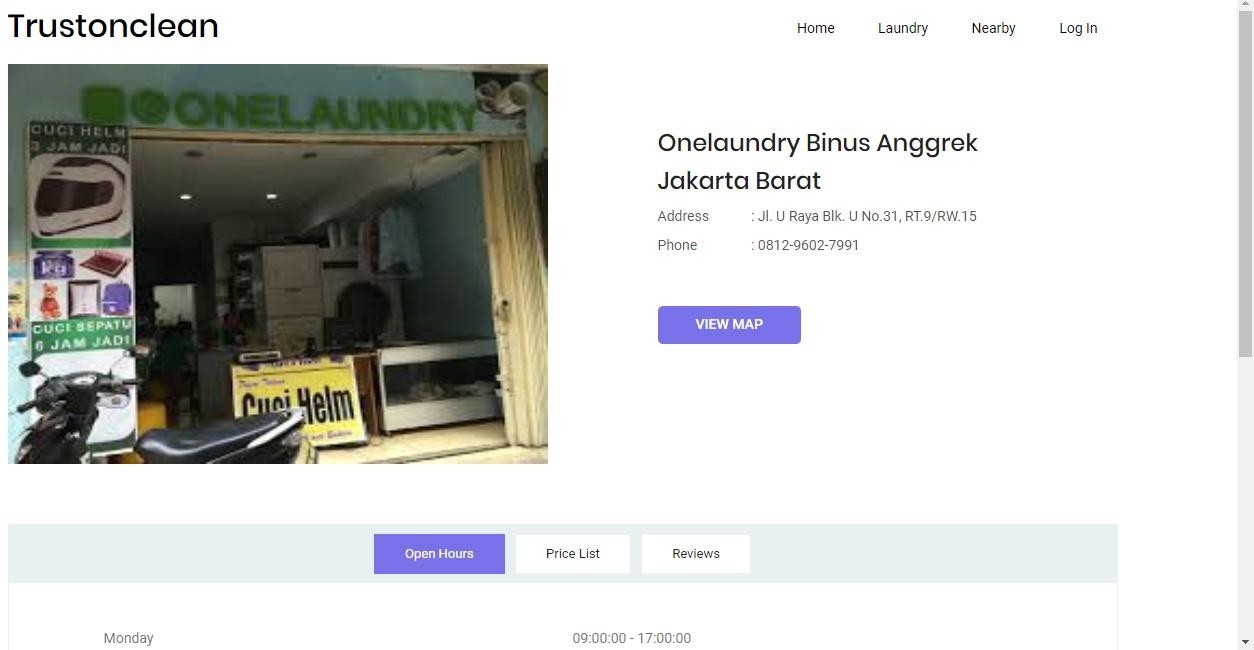 Trustonclean
Home Laundry Nearby Log In
ONELAUNDRY
CUCI HELM
3 JAM JADI
CUCI SEPATU
6 JAM JADI
Cuci Helm
Onelaundry Binus Anggrek
Jakarta Barat
Address : Jl. U Raya Blk. U No.31, RT.9/RW.15
Phone : 0812-9602-7991
VIEW MAP
Open Hours Price List Reviews
Monday 09:00:00 - 17:00:00